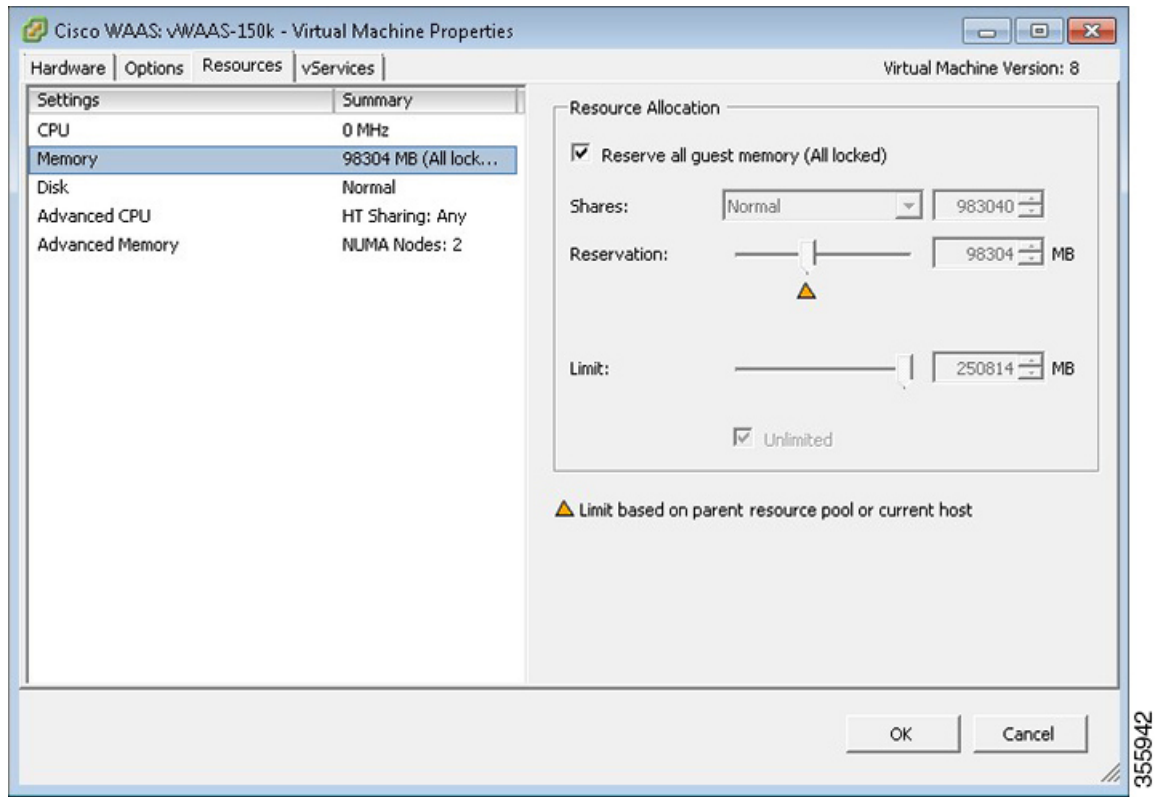 Cisco WAAS: vWAAS-150k - Virtual Machine Properties
Hardware Options Resources vServices Virtual Machine Version: 8
Settings Summary
CPU 0 MHz
Memory 98304 MB (All lock...
Disk Normal
Advanced CPU HT Sharing: Any
Advanced Memory NUMA Nodes: 2
Resource Allocation
Reserve all guest memory (All locked)
Shares: Normal 983040
Reservation: 98304 MB
Limit: 250814 MB
Unlimited
Limit based on parent resource pool or current host
OK Cancel
355942